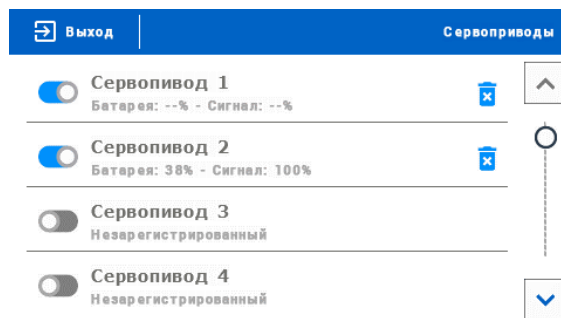 Выход
Сервоприводы
Сервопивод 1
Батарея: --% - Сигнал: --%
Сервопивод 2
Батарея: 38% - Сигнал: 100%
Сервопивод 3
Незарегистрированный
Сервопивод 4
Незарегистрированный